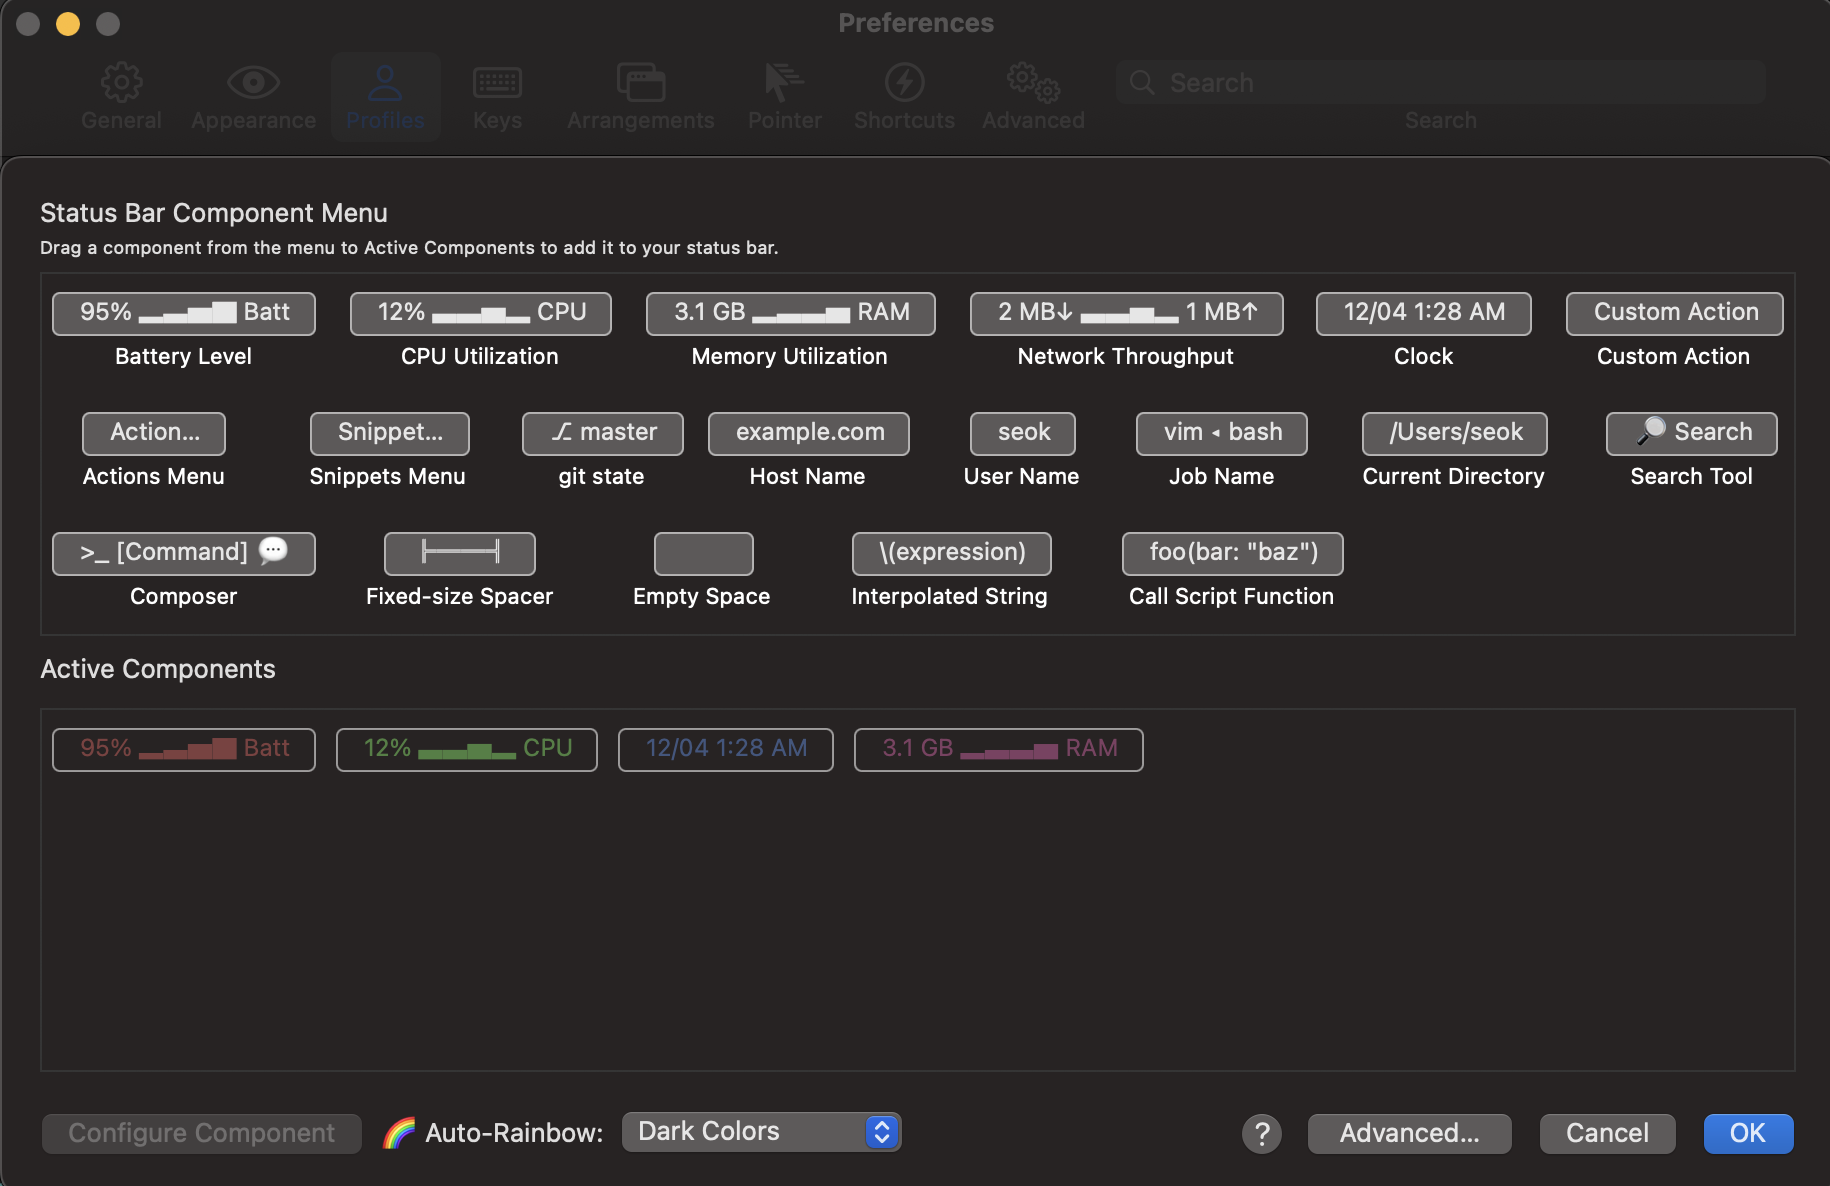 Preferences
General Appearance Profiles Keys Arrangements Pointer Shortcuts Advanced Search
Search
Status Bar Component Menu
Drag a component from the menu to Active Components to add it to your status bar.
95% ▂▃▅▇ Batt 12% ▂▂▅▂ CPU 3.1 GB ▂▃▃▅ RAM 2 MB↓ ▂▂▅▂ 1 MB↑ 12/04 1:28 AM Custom Action
Battery Level CPU Utilization Memory Utilization Network Throughput Clock Custom Action
Action... Snippet... ⎇ master example.com seok vim ◂ bash /Users/seok 🔎 Search
Actions Menu Snippets Menu git state Host Name User Name Job Name Current Directory Search Tool
>_ [Command] 💬 \(expression) foo(bar: "baz")
Composer Fixed-size Spacer Empty Space Interpolated String Call Script Function
Active Components
95% ▂▃▅▇ Batt 12% ▂▂▅▂ CPU 12/04 1:28 AM 3.1 GB ▂▃▃▅ RAM
Configure Component 🌈 Auto-Rainbow: Dark Colors ? Advanced... Cancel OK